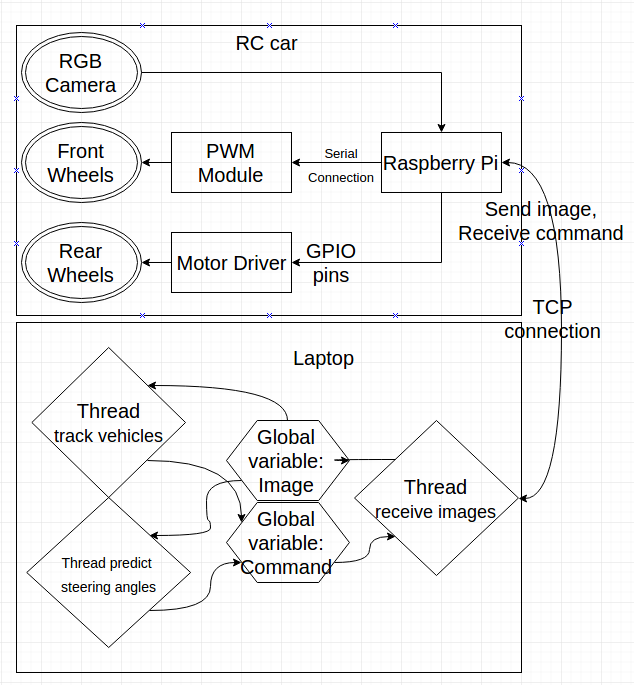 RC car
RGB
Camera
Front
Wheels
PWM
Module
Serial
Connection
Raspberry Pi
Send image,
Receive command
Rear
Wheels
Motor Driver
GPIO
pins
TCP
connection
Laptop
Thread
track vehicles
Global
variable:
Image
Thread
receive images
Global
variable:
Command
Thread predict
steering angles